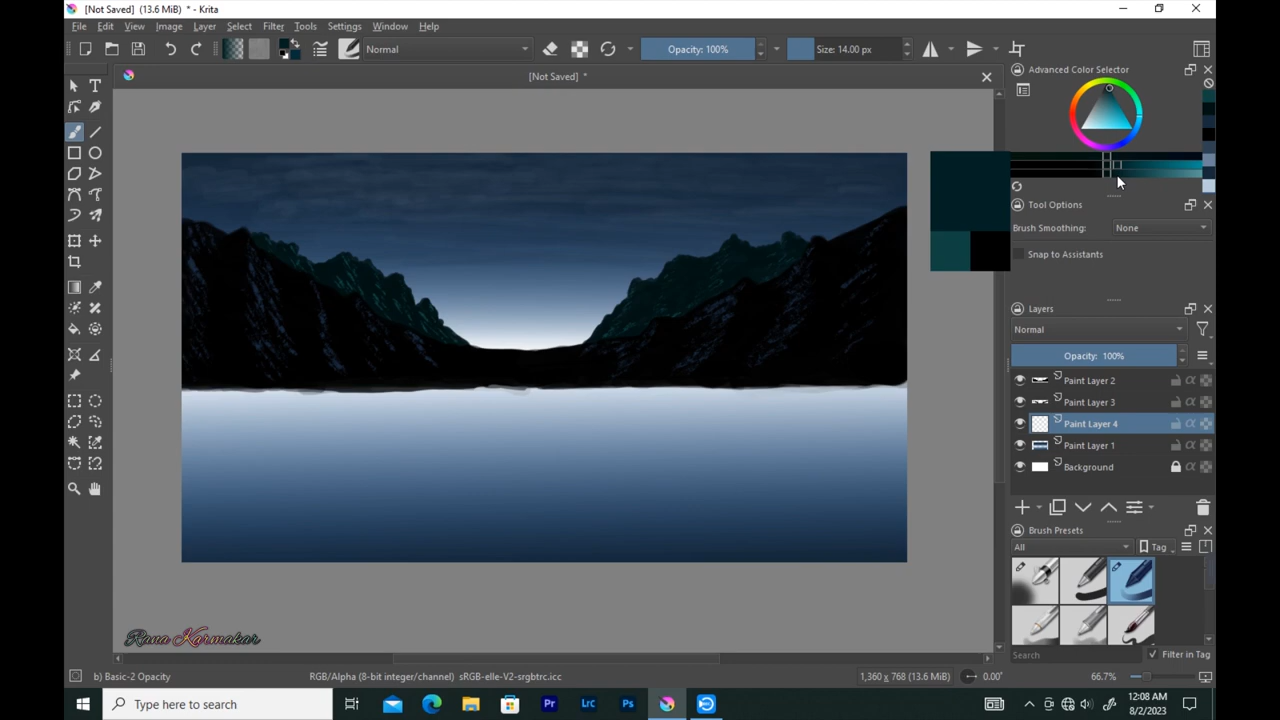 [Not Saved] (13.6 MiB) * - Krita
File Edit View Image Layer Select Filter Tools Settings Window Help
Normal
Opacity: 100%
Size: 14.00 px
[Not Saved] *
Advanced Color Selector
Tool Options
Brush Smoothing: None
Snap to Assistants
Layers
Normal
Opacity: 100%
Paint Layer 2
Paint Layer 3
Paint Layer 4
Paint Layer 1
Background
Brush Presets
All
Tag
Search
Filter in Tag
Rana Karmakar
b) Basic-2 Opacity
RGB/Alpha (8-bit integer/channel) sRGB-elle-V2-srgbtrc.icc
1,360 x 768 (13.6 MiB)
0.00°
66.7%
Type here to search
Pr
Lrc
Ps
12:08 AM
8/2/2023